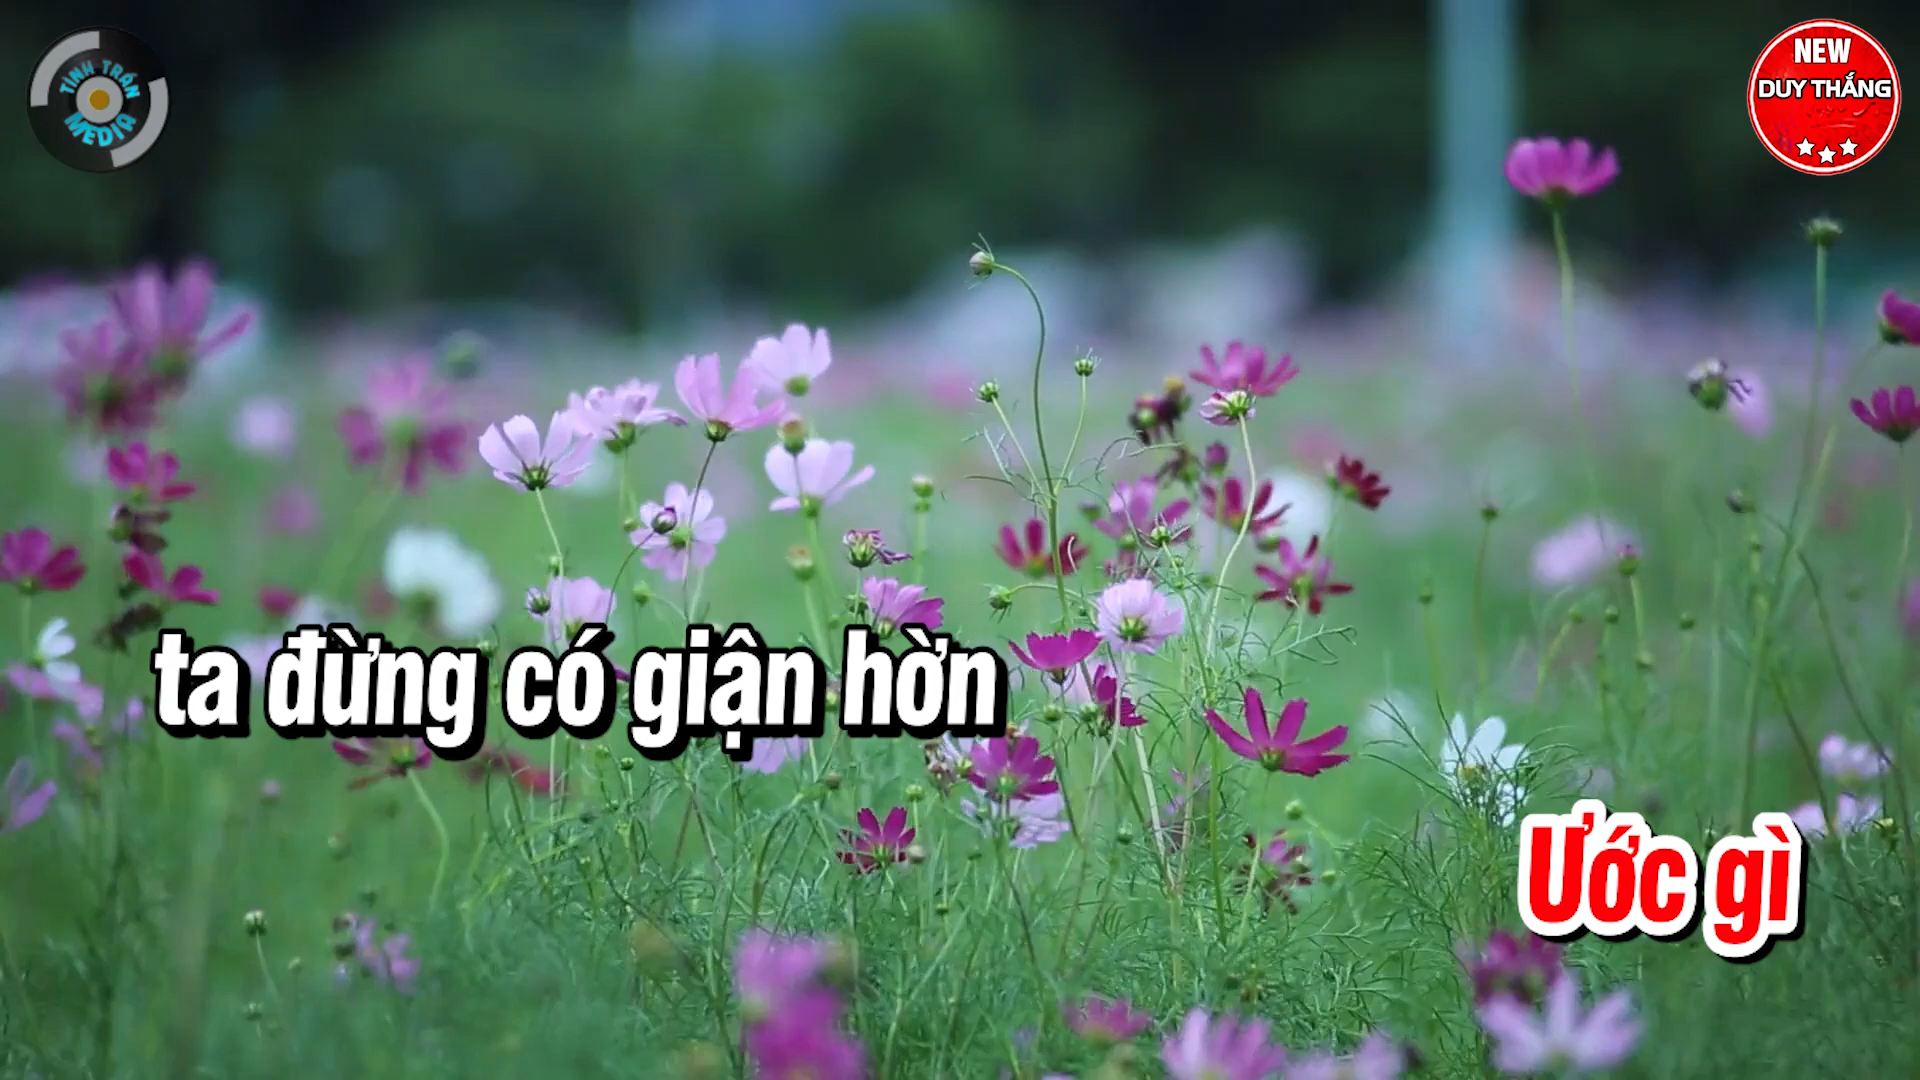 TÌNH TRẦN
MEDIA
NEW
DUY THẮNG
ta đừng có giận hờn
Ước gì